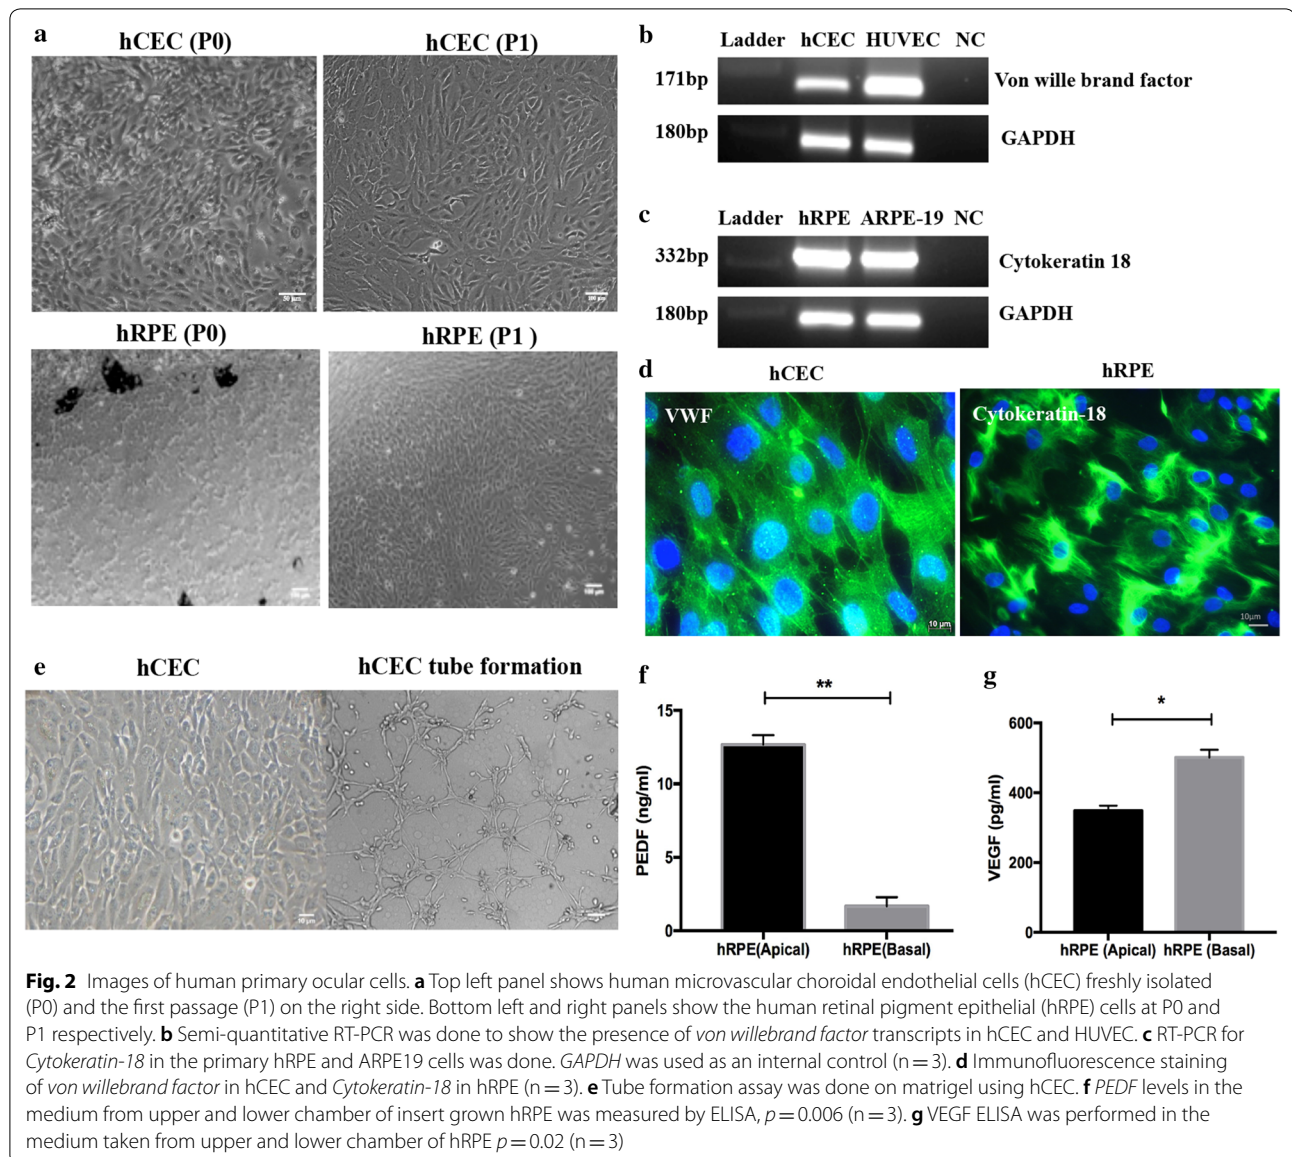 a
hCEC (P0)
hCEC (P1)
50 µm
100 µm
hRPE (P0)
hRPE (P1 )
100 µm
100 µm
b
Ladder hCEC HUVEC NC
171bp
Von wille brand factor
180bp
GAPDH
c
Ladder hRPE ARPE-19 NC
332bp
Cytokeratin 18
180bp
GAPDH
d
hCEC
hRPE
VWF
10 µm
Cytokeratin-18
10µm
e
hCEC
hCEC tube formation
f
**
15
10
5
0
PEDF (ng/ml)
hRPE(Apical) hRPE(Basal)
g
*
600
400
200
0
VEGF (pg/ml)
hRPE (Apical) hRPE (Basal)
Fig. 2 Images of human primary ocular cells. a Top left panel shows human microvascular choroidal endothelial cells (hCEC) freshly isolated
(P0) and the first passage (P1) on the right side. Bottom left and right panels show the human retinal pigment epithelial (hRPE) cells at P0 and
P1 respectively. b Semi-quantitative RT-PCR was done to show the presence of von willebrand factor transcripts in hCEC and HUVEC. c RT-PCR for
Cytokeratin-18 in the primary hRPE and ARPE19 cells was done. GAPDH was used as an internal control (n = 3). d Immunofluorescence staining
of von willebrand factor in hCEC and Cytokeratin-18 in hRPE (n = 3). e Tube formation assay was done on matrigel using hCEC. f PEDF levels in the
medium from upper and lower chamber of insert grown hRPE was measured by ELISA, p = 0.006 (n = 3). g VEGF ELISA was performed in the
medium taken from upper and lower chamber of hRPE p = 0.02 (n = 3)